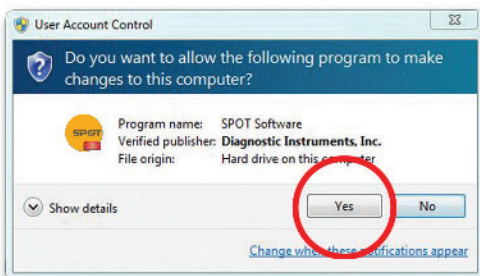 User Account Control
Do you want to allow the following program to make
changes to this computer?
SPOT
Program name: SPOT Software
Verified publisher: Diagnostic Instruments, Inc.
File origin: Hard drive on this computer
Show details
Yes
No
Change when these notifications appear